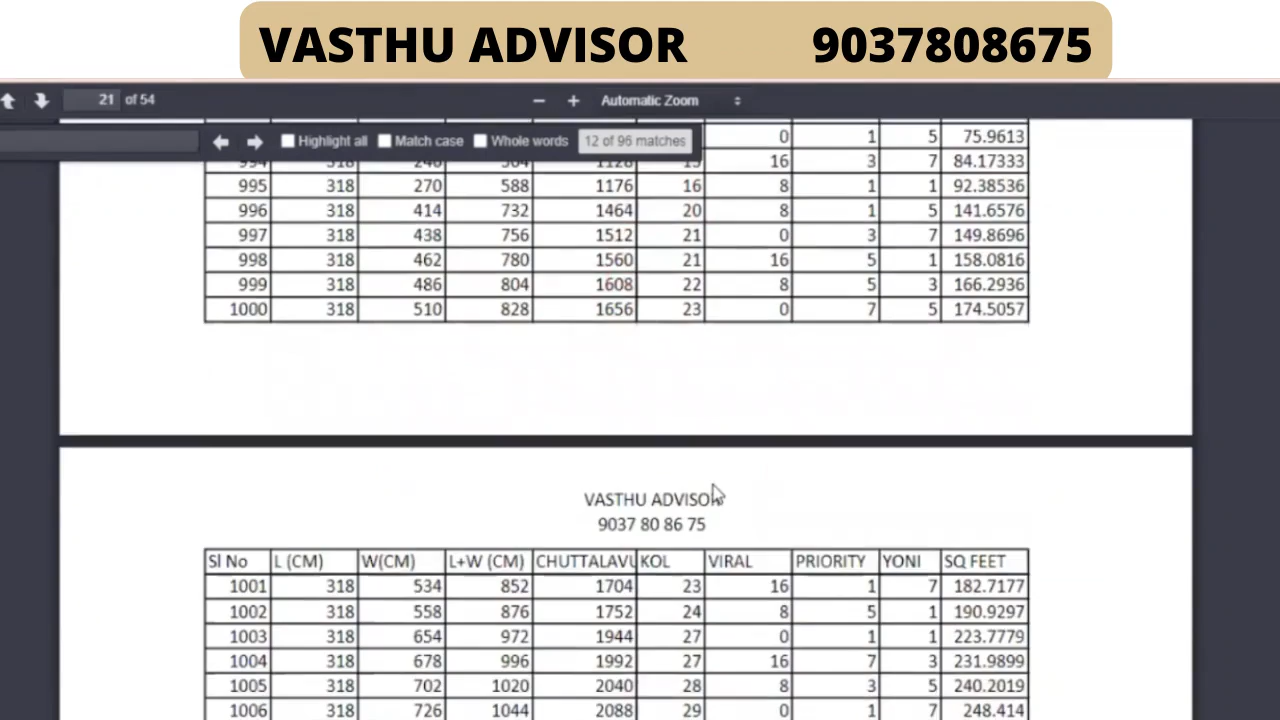 VASTHU ADVISOR 9037808675
21 of 54 Automatic Zoom
Highlight all Match case Whole words 12 of 96 matches
0 1 5 75.9613
994 318 16 3 7 84.17333
995 318 270 588 1176 16 8 1 1 92.38536
996 318 414 732 1464 20 8 1 5 141.6576
997 318 438 756 1512 21 0 3 7 149.8696
998 318 462 780 1560 21 16 5 1 158.0816
999 318 486 804 1608 22 8 5 3 166.2936
1000 318 510 828 1656 23 0 7 5 174.5057
VASTHU ADVISOR
9037 80 86 75
Sl No L (CM) W(CM) L+W (CM) CHUTTALAVU KOL VIRAL PRIORITY YONI SQ FEET
1001 318 534 852 1704 23 16 1 7 182.7177
1002 318 558 876 1752 24 8 5 1 190.9297
1003 318 654 972 1944 27 0 1 1 223.7779
1004 318 678 996 1992 27 16 7 3 231.9899
1005 318 702 1020 2040 28 8 3 5 240.2019
1006 318 726 1044 2088 29 0 1 7 248.414